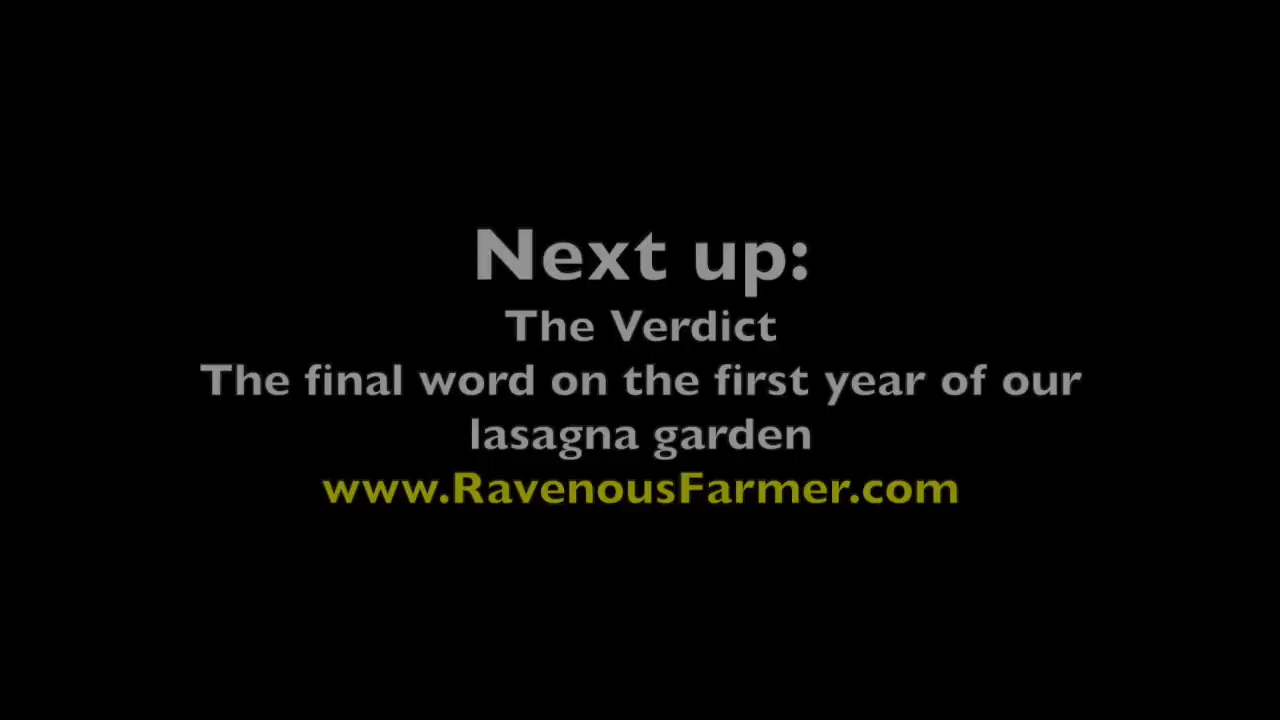 Next up:
The Verdict
The final word on the first year of our
lasagna garden
www.RavenousFarmer.com